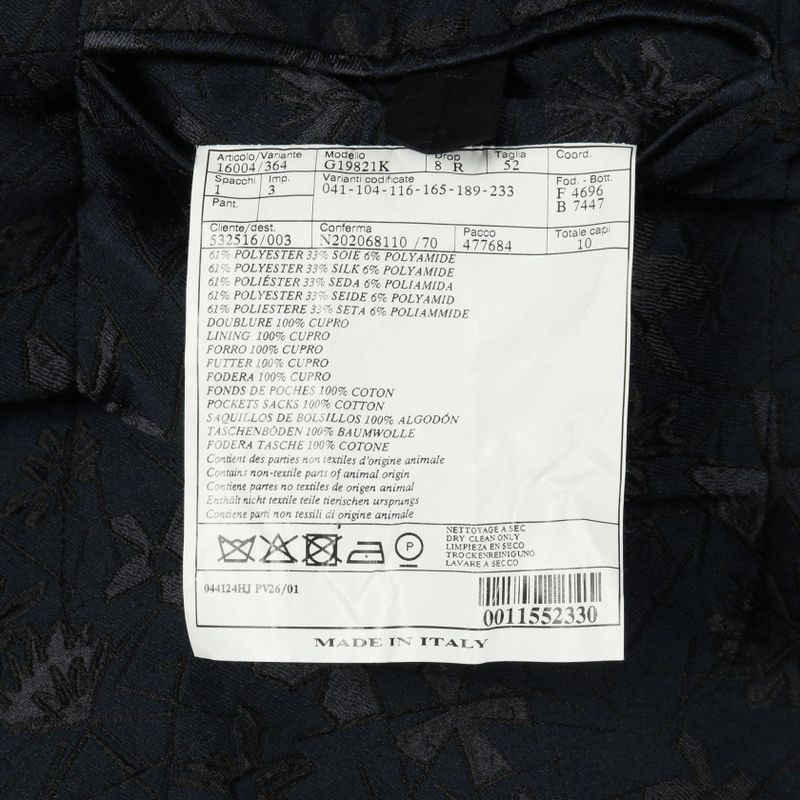 Articolo/Variante Modello Drop Taglia Coord.
16004/364 G19821K 8 R 52
Spacchi Imp. Varianti codificate Fod. - Bott.
1 3 041-104-116-165-189-233 F 4696
Pant. B 7447
Cliente/dest. Conferma Pacco Totale capi
532516/003 N202068110 /70 477684 10
61% POLYESTER 33% SOIE 6% POLYAMIDE
61% POLYESTER 33% SILK 6% POLYAMIDE
61% POLIÉSTER 33% SEDA 6% POLIAMIDA
61% POLYESTER 33% SEIDE 6% POLYAMID
61% POLIESTERE 33% SETA 6% POLIAMMIDE
DOUBLURE 100% CUPRO
LINING 100% CUPRO
FORRO 100% CUPRO
FUTTER 100% CUPRO
FODERA 100% CUPRO
FONDS DE POCHES 100% COTON
POCKETS SACKS 100% COTTON
SAQUILLOS DE BOLSILLOS 100% ALGODÓN
TASCHENBÖDEN 100% BAUMWOLLE
FODERA TASCHE 100% COTONE
Contient des parties non textiles d'origine animale
Contains non-textile parts of animal origin
Contiene partes no textiles de origen animal
Enthält nicht textile teile tierischen ursprungs
Contiene parti non tessili di origine animale
NETTOYAGE A SEC
DRY CLEAN ONLY
LIMPIEZA EN SECO
TROCKENREINIGUNG
LAVARE A SECCO
P
044124HJ PV26/01
0011552330
MADE IN ITALY